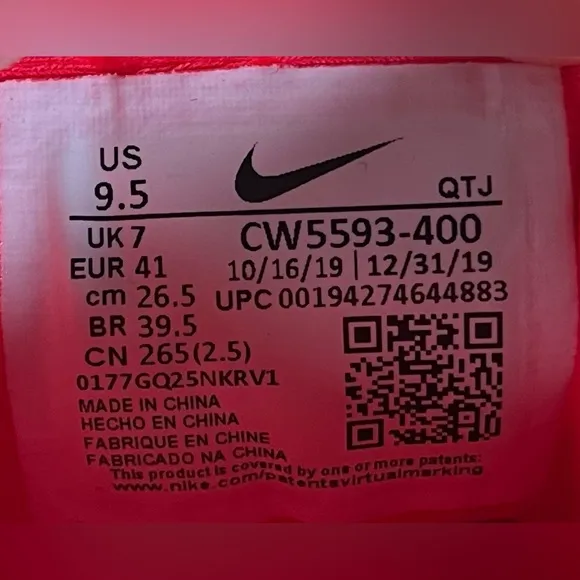 US
9.5
QTJ
UK 7
CW5593-400
EUR 41
10/16/19 | 12/31/19
cm 26.5
UPC 00194274644883
BR 39.5
CN 265(2.5)
0177GQ25NKRV1
MADE IN CHINA
HECHO EN CHINA
FABRIQUE EN CHINE
FABRICADO NA CHINA
This product is covered by one or more patents:
www.nike.com/patentsvirtualmarking